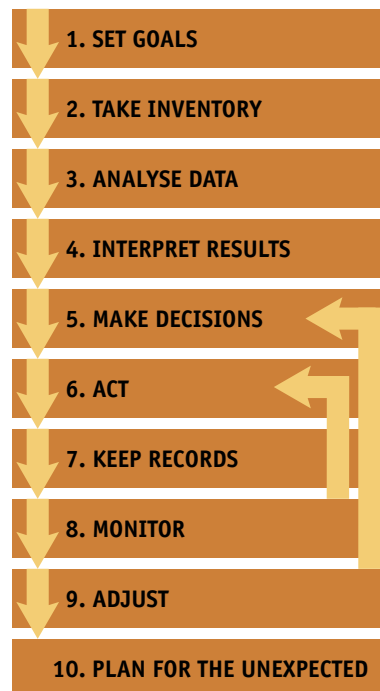 1. SET GOALS
2. TAKE INVENTORY
3. ANALYSE DATA
4. INTERPRET RESULTS
5. MAKE DECISIONS
6. ACT
7. KEEP RECORDS
8. MONITOR
9. ADJUST
10. PLAN FOR THE UNEXPECTED